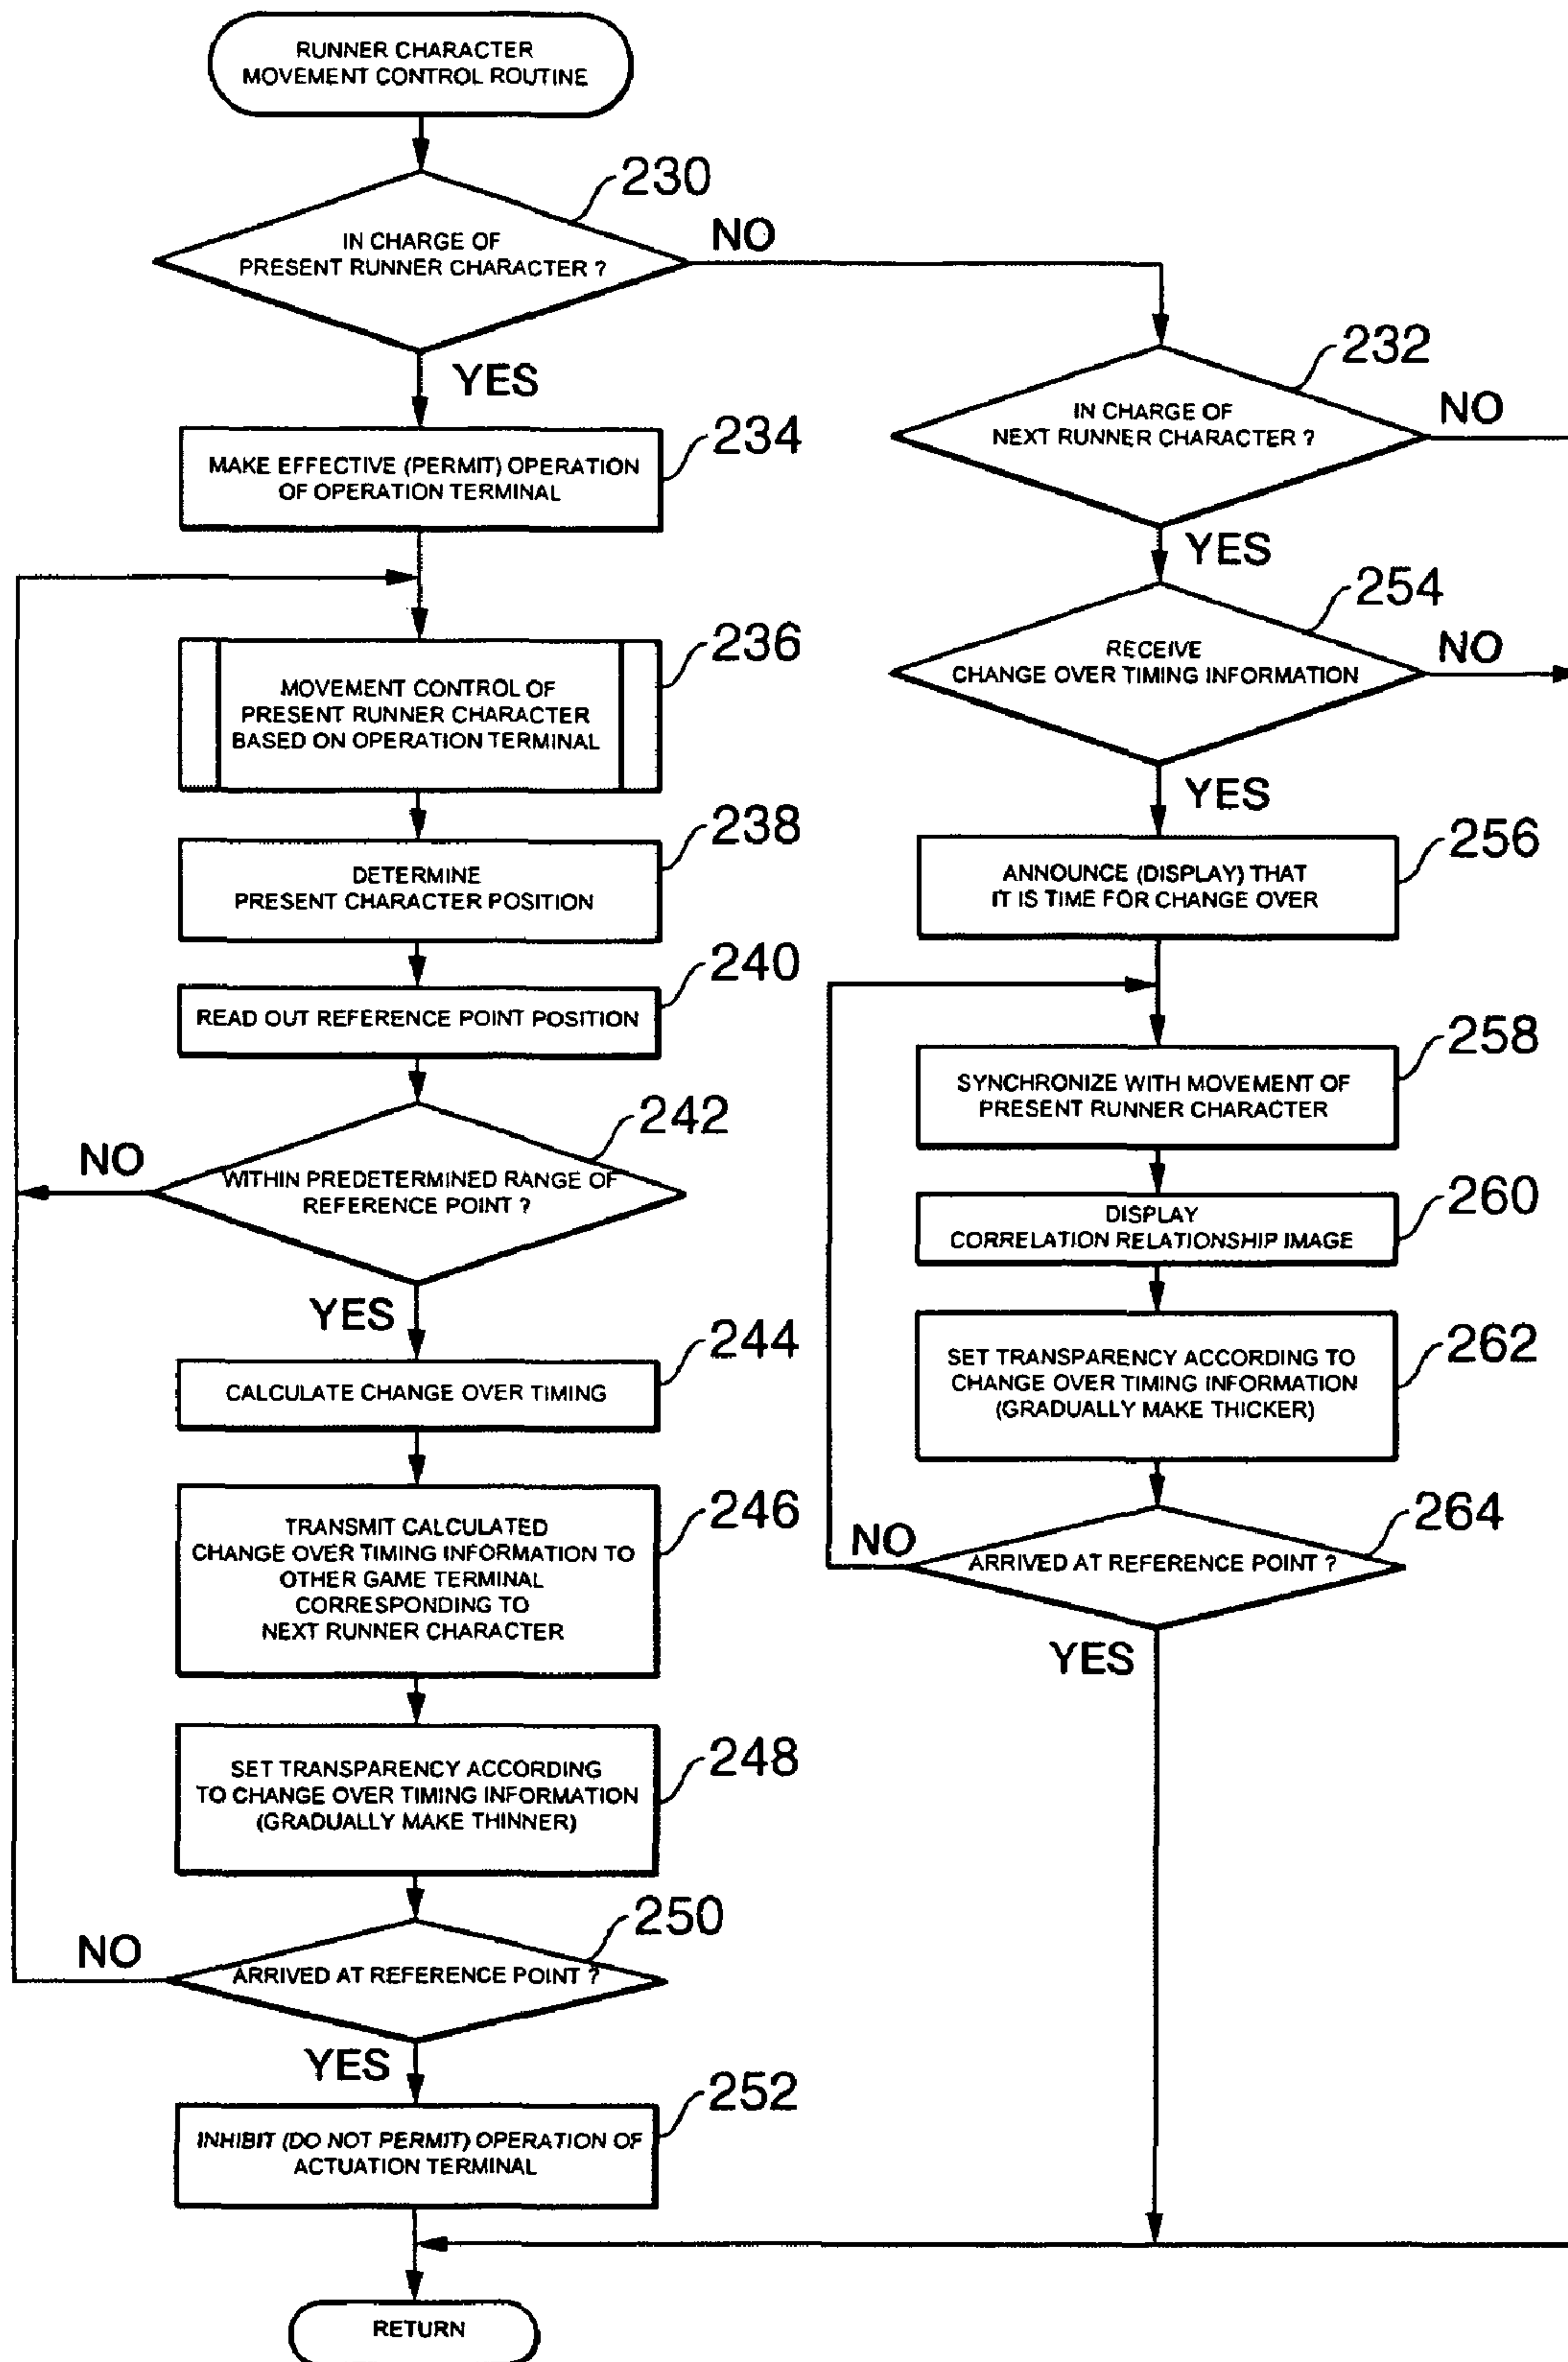 RUNNER CHARACTER
MOVEMENT CONTROL ROUTINE
230
IN CHARGE OF
PRESENT RUNNER CHARACTER ?
NO
YES
232
IN CHARGE OF
NEXT RUNNER CHARACTER ?
NO
YES
234
MAKE EFFECTIVE (PERMIT) OPERATION
OF OPERATION TERMINAL
236
MOVEMENT CONTROL OF
PRESENT RUNNER CHARACTER
BASED ON OPERATION TERMINAL
238
DETERMINE
PRESENT CHARACTER POSITION
240
READ OUT REFERENCE POINT POSITION
242
WITHIN PREDETERMINED RANGE OF
REFERENCE POINT ?
NO
YES
244
CALCULATE CHANGE OVER TIMING
246
TRANSMIT CALCULATED
CHANGE OVER TIMING INFORMATION TO
OTHER GAME TERMINAL
CORRESPONDING TO
NEXT RUNNER CHARACTER
248
SET TRANSPARENCY ACCORDING
TO CHANGE OVER TIMING INFORMATION
(GRADUALLY MAKE THINNER)
250
ARRIVED AT REFERENCE POINT ?
NO
YES
252
INHIBIT (DO NOT PERMIT) OPERATION OF
ACTUATION TERMINAL
254
RECEIVE
CHANGE OVER TIMING INFORMATION
NO
YES
256
ANNOUNCE (DISPLAY) THAT
IT IS TIME FOR CHANGE OVER
258
SYNCHRONIZE WITH MOVEMENT OF
PRESENT RUNNER CHARACTER
260
DISPLAY
CORRELATION RELATIONSHIP IMAGE
262
SET TRANSPARENCY ACCORDING TO
CHANGE OVER TIMING INFORMATION
(GRADUALLY MAKE THICKER)
264
ARRIVED AT REFERENCE POINT ?
NO
YES
RETURN